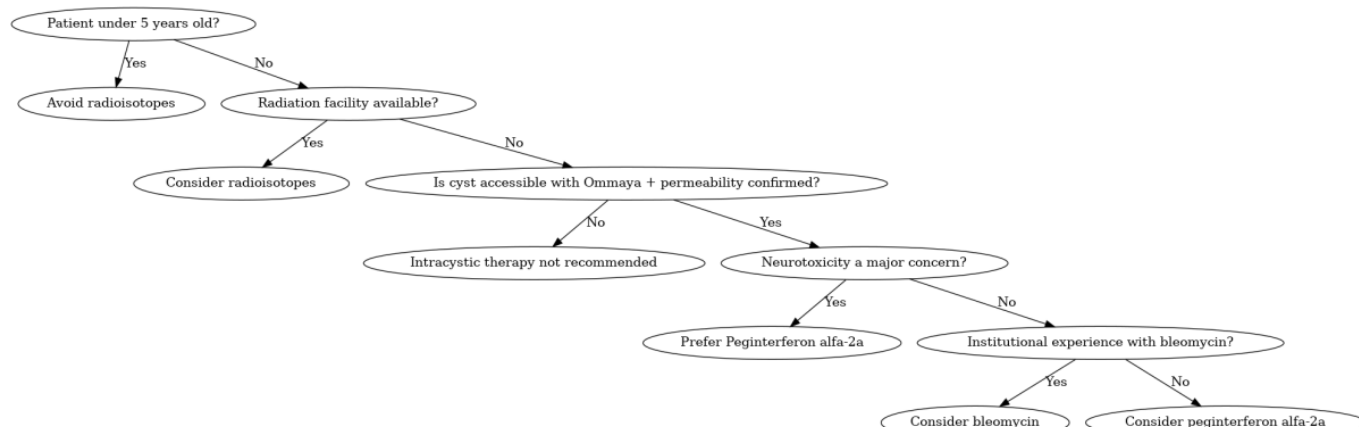 Patient under 5 years old?
Yes
No
Avoid radioisotopes
Radiation facility available?
Yes
No
Consider radioisotopes
Is cyst accessible with Ommaya + permeability confirmed?
No
Yes
Intracystic therapy not recommended
Neurotoxicity a major concern?
Yes
No
Prefer Peginterferon alfa-2a
Institutional experience with bleomycin?
Yes
No
Consider bleomycin
Consider peginterferon alfa-2a